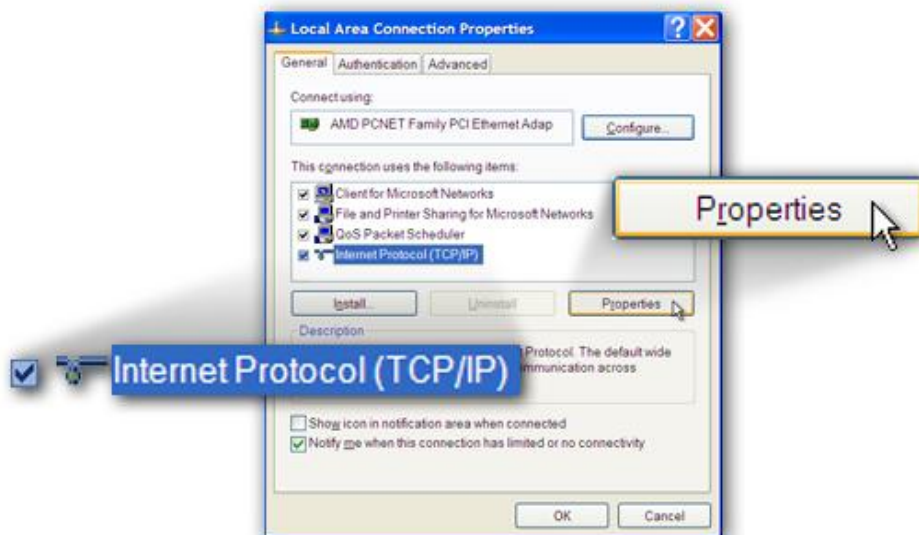 Local Area Connection Properties
General Authentication Advanced
Connect using:
AMD PCNET Family PCI Ethernet Adap
Configure...
This connection uses the following items:
Client for Microsoft Networks
File and Printer Sharing for Microsoft Networks
QoS Packet Scheduler
Internet Protocol (TCP/IP)
Properties
Install... Uninstall Properties
Description
Protocol. The default wide
Internet Protocol (TCP/IP)
communication across
Show icon in notification area when connected
Notify me when this connection has limited or no connectivity
OK Cancel